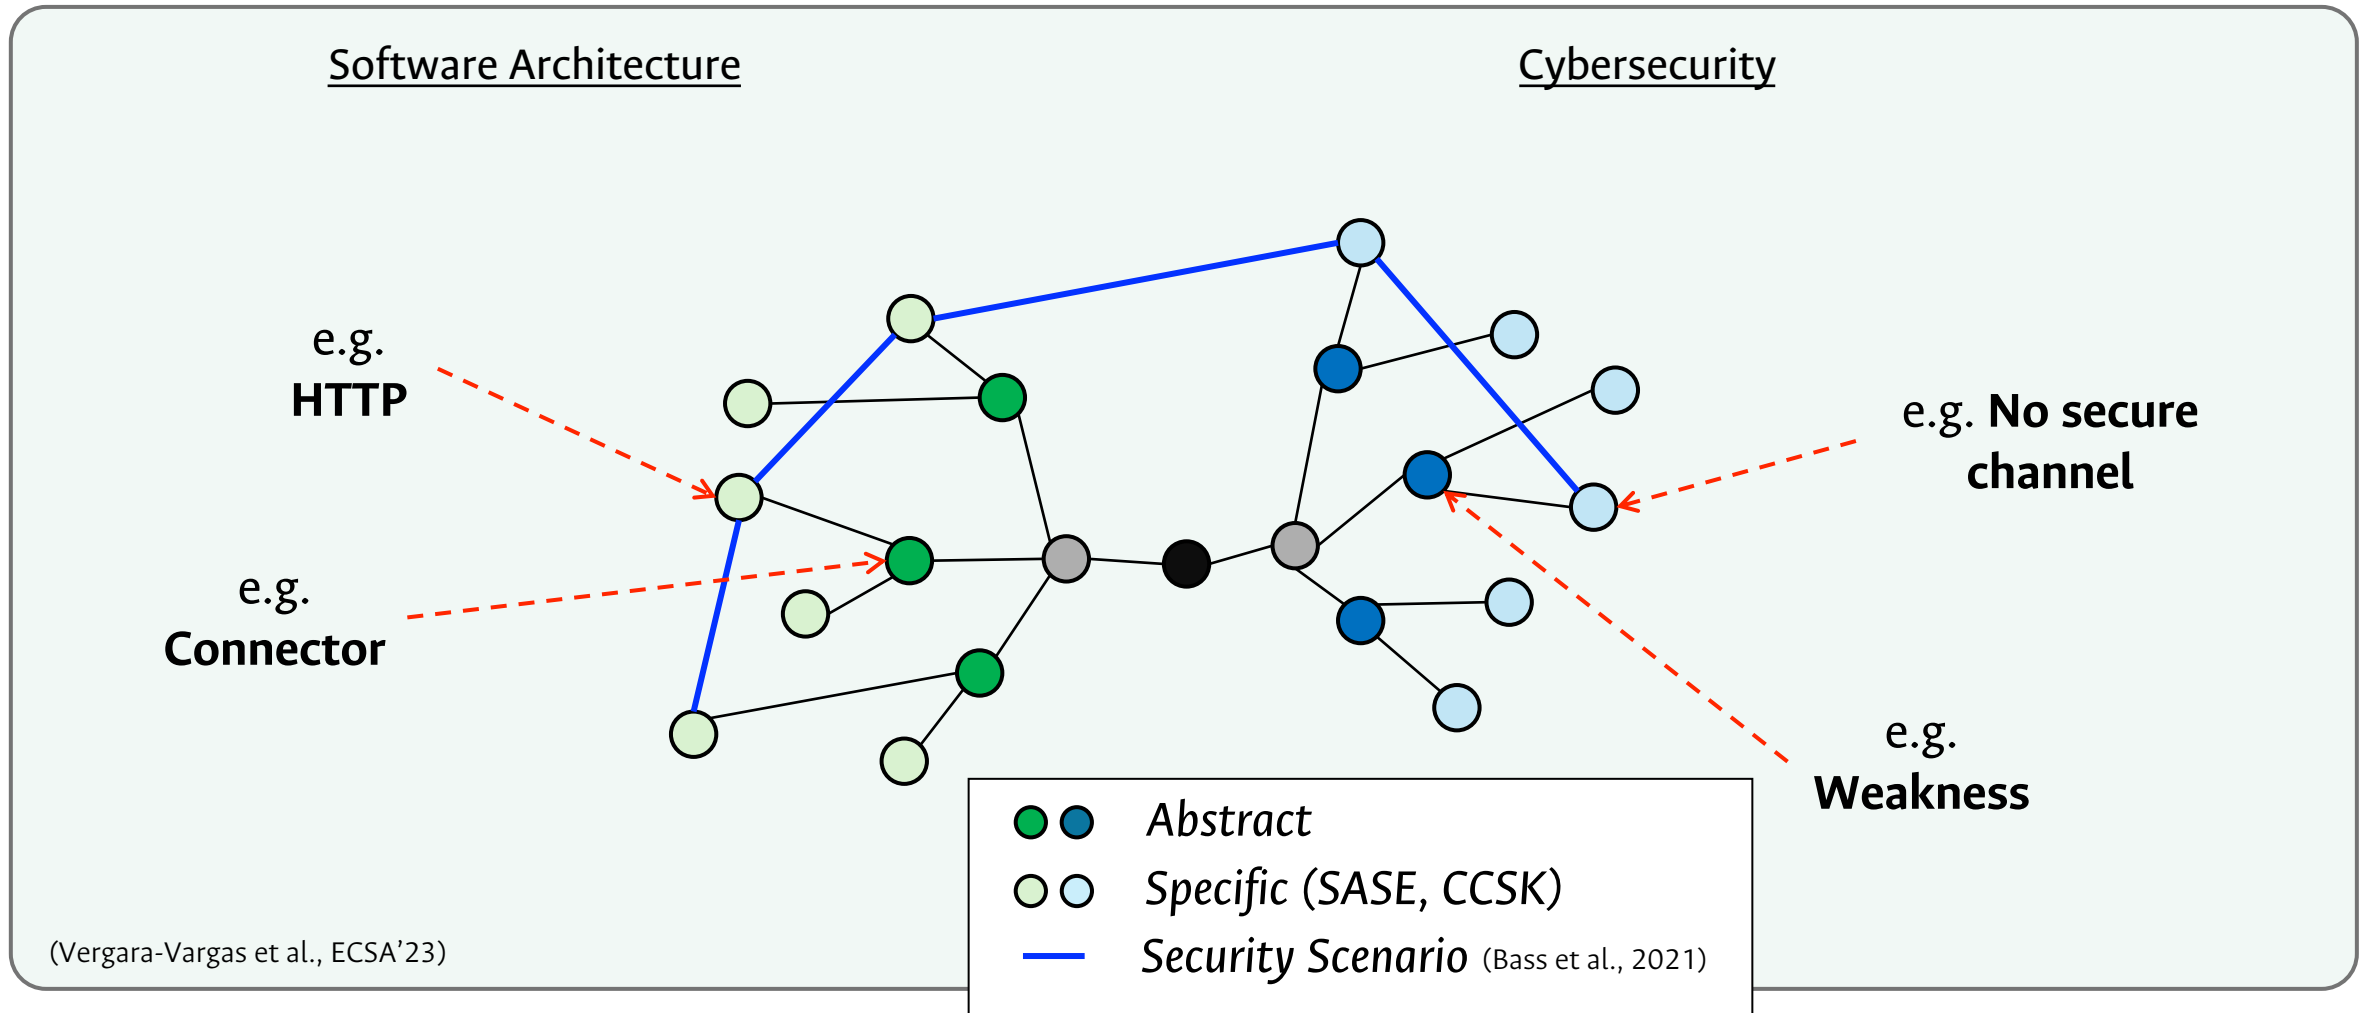 Software Architecture
Cybersecurity
e.g.
HTTP
e.g. No secure
channel
e.g.
Connector
e.g.
Weakness
Abstract
Specific (SASE, CCSK)
Security Scenario (Bass et al., 2021)
(Vergara-Vargas et al., ECSA’23)